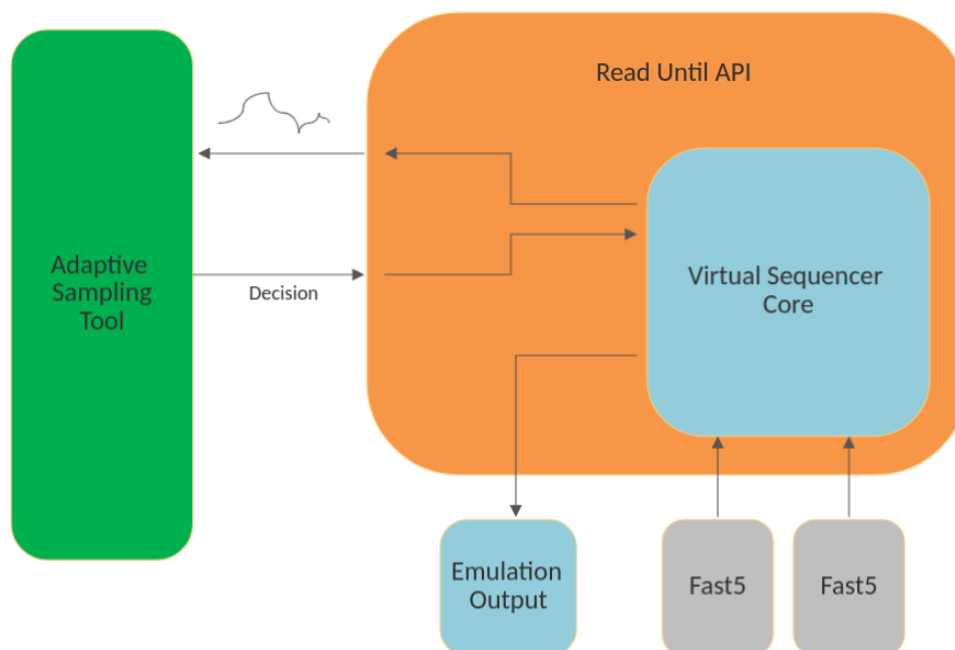 Read Until API
Adaptive
Sampling
Tool
Decision
Virtual Sequencer
Core
Emulation
Output
Fast5
Fast5